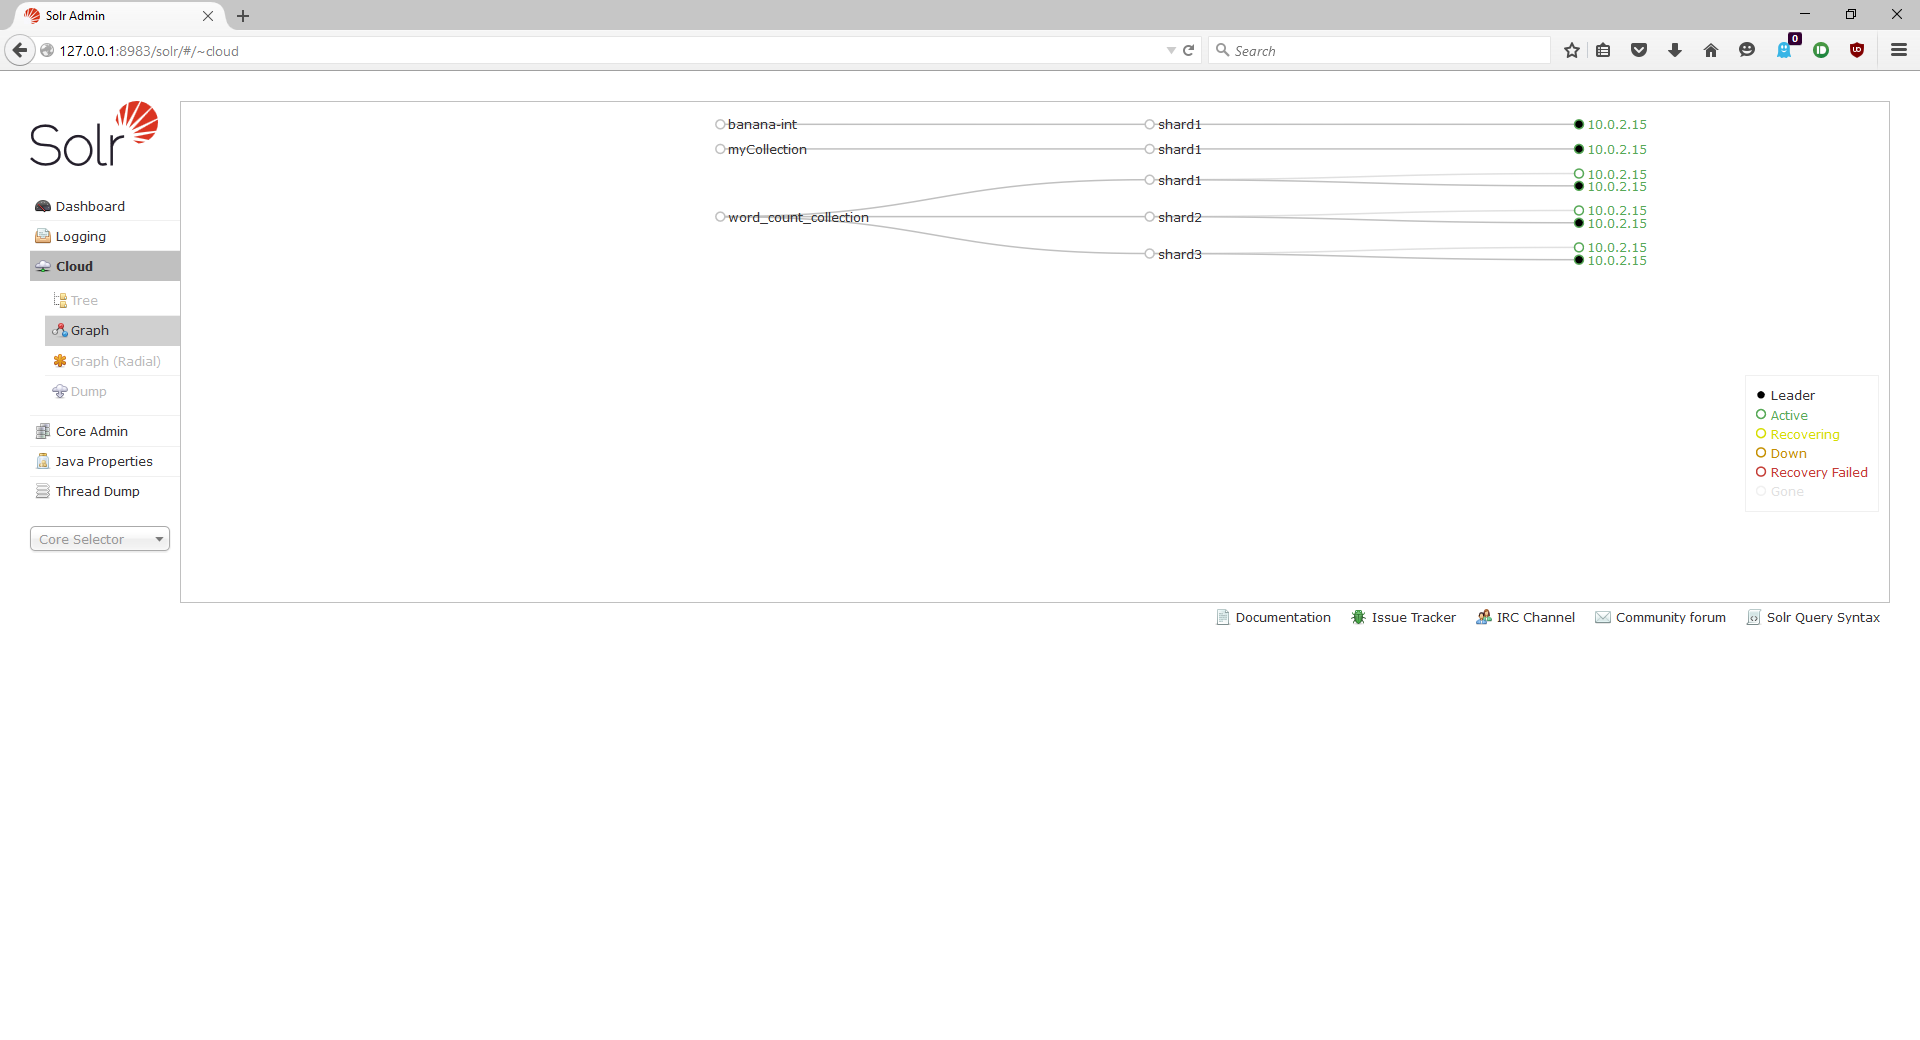 Solr Admin
127.0.0.1:8983/solr/#/~cloud
Search
0
Solr
Dashboard
Logging
Cloud
Tree
Graph
Graph (Radial)
Dump
Core Admin
Java Properties
Thread Dump
Core Selector
banana-int shard1 10.0.2.15
myCollection shard1 10.0.2.15
10.0.2.15
shard1
10.0.2.15
10.0.2.15
word_count_collection shard2
10.0.2.15
10.0.2.15
shard3
10.0.2.15
Leader
Active
Recovering
Down
Recovery Failed
Gone
Documentation Issue Tracker IRC Channel Community forum Solr Query Syntax